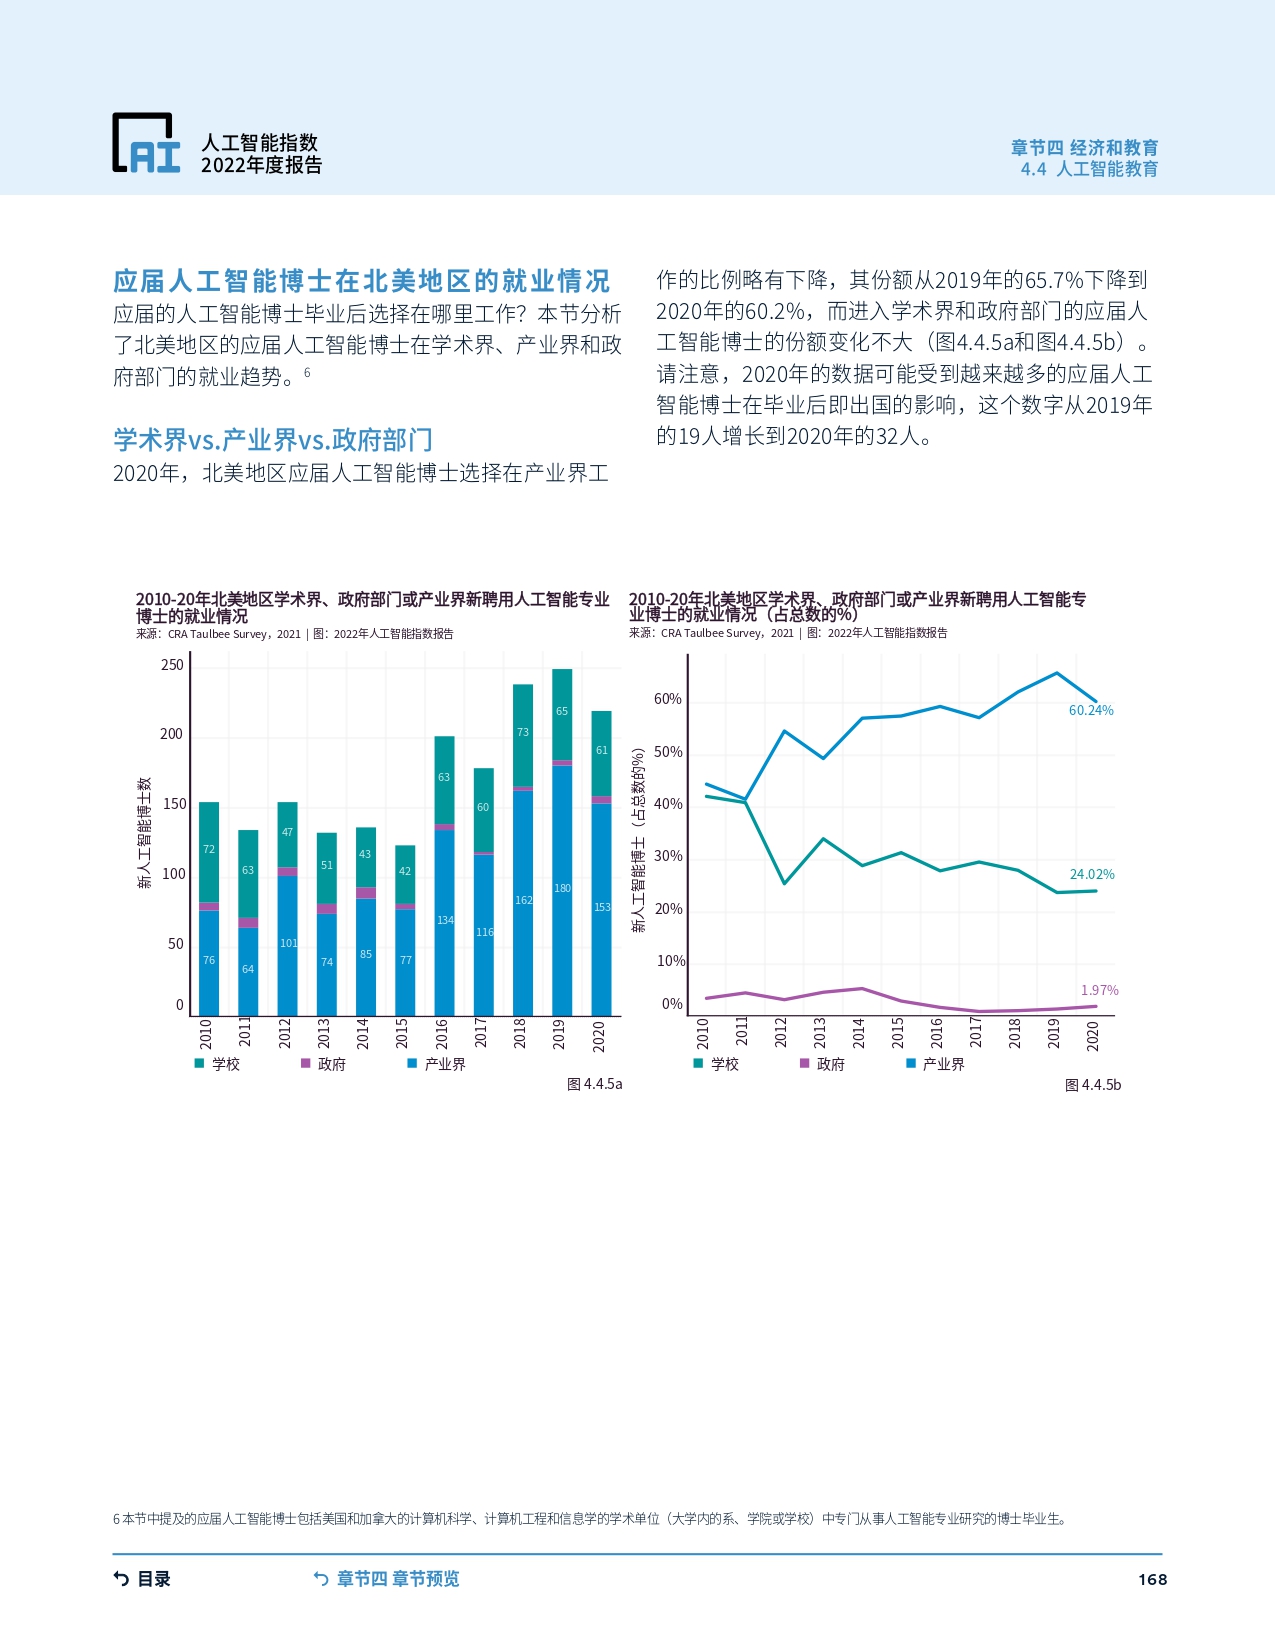 人工智能指数
2022年度报告
章节四 经济和教育
4.4 人工智能教育
应届人工智能博士在北美地区的就业情况
应届的人工智能博士毕业后选择在哪里工作？本节分析
了北美地区的应届人工智能博士在学术界、产业界和政
府部门的就业趋势。6
学术界vs.产业界vs.政府部门
2020年，北美地区应届人工智能博士选择在产业界工
作的比例略有下降，其份额从2019年的65.7%下降到
2020年的60.2%，而进入学术界和政府部门的应届人
工智能博士的份额变化不大（图4.4.5a和图4.4.5b）。
请注意，2020年的数据可能受到越来越多的应届人工
智能博士在毕业后即出国的影响，这个数字从2019年
的19人增长到2020年的32人。
2010-20年北美地区学术界、政府部门或产业界新聘用人工智能专业
博士的就业情况
来源：CRA Taulbee Survey，2021 | 图：2022年人工智能指数报告
新人工智能博士数
250
200
150
100
50
0
72
63
47
51
43
42
63
60
73
65
61
76
64
101
74
85
77
134
116
162
180
153
2010
2011
2012
2013
2014
2015
2016
2017
2018
2019
2020
学校
政府
产业界
图 4.4.5a
2010-20年北美地区学术界、政府部门或产业界新聘用人工智能专
业博士的就业情况（占总数的%）
来源：CRA Taulbee Survey，2021 | 图：2022年人工智能指数报告
新人工智能博士（占总数的%）
60%
50%
40%
30%
20%
10%
0%
60.24%
24.02%
1.97%
2010
2011
2012
2013
2014
2015
2016
2017
2018
2019
2020
学校
政府
产业界
图 4.4.5b
6 本节中提及的应届人工智能博士包括美国和加拿大的计算机科学、计算机工程和信息学的学术单位（大学内的系、学院或学校）中专门从事人工智能专业研究的博士毕业生。
目录
章节四 章节预览
168